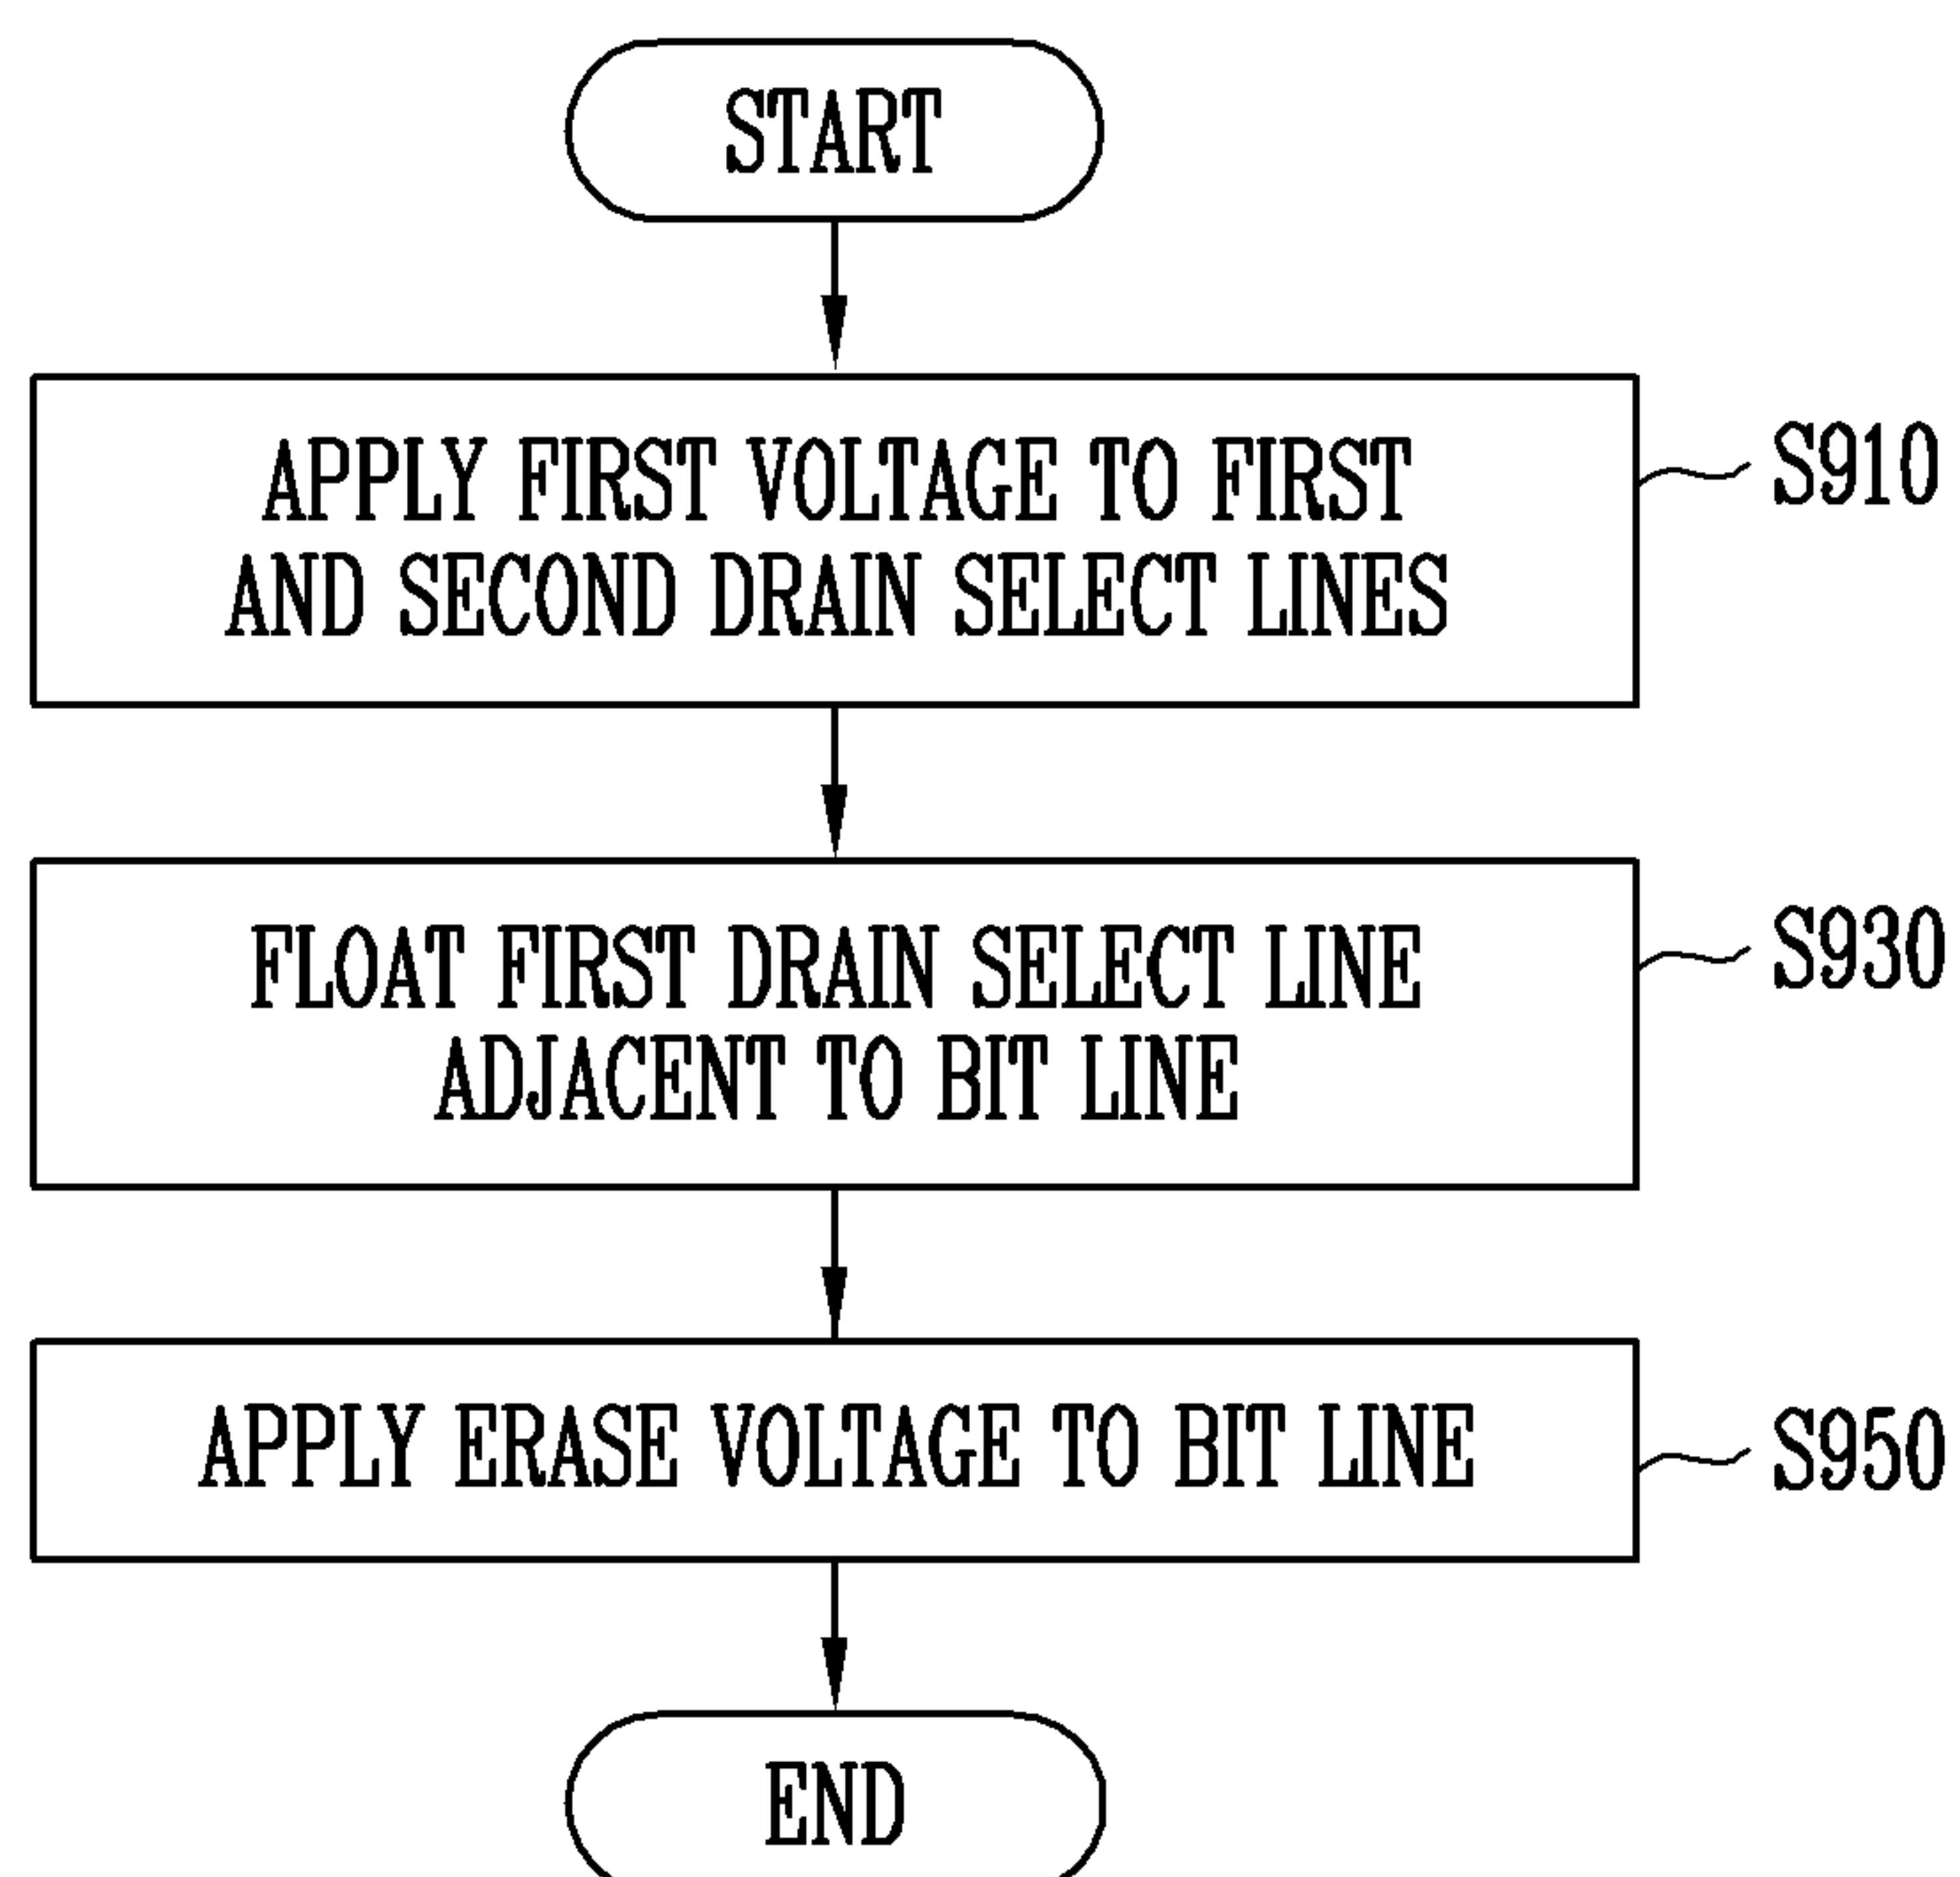 START
APPLY FIRST VOLTAGE TO FIRST
AND SECOND DRAIN SELECT LINES
S910
FLOAT FIRST DRAIN SELECT LINE
ADJACENT TO BIT LINE
S930
APPLY ERASE VOLTAGE TO BIT LINE
S950
END